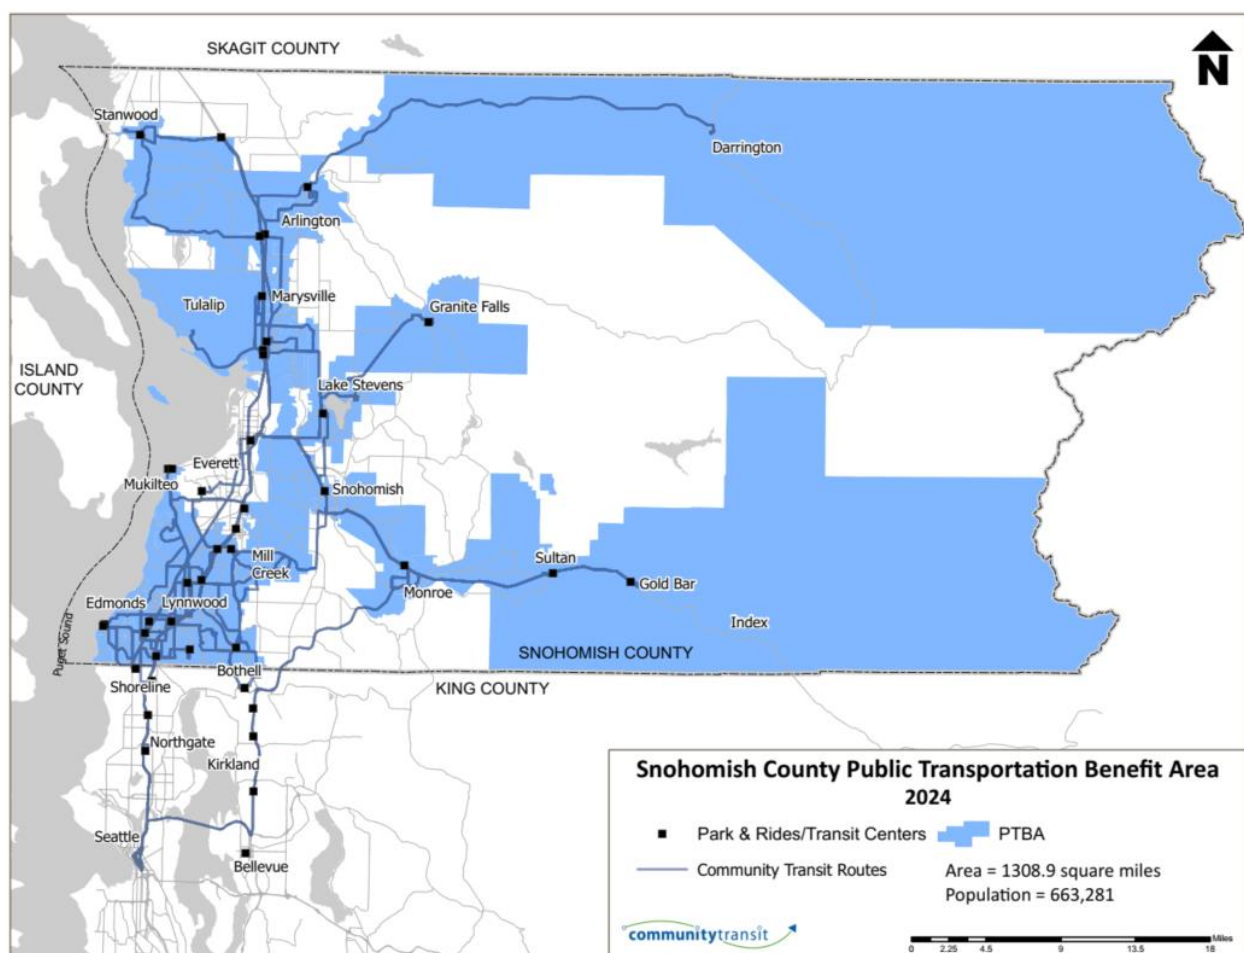 SKAGIT COUNTY
N
Stanwood
Darrington
Arlington
Tulalip
Marysville
Granite Falls
ISLAND
COUNTY
Lake Stevens
Everett
Mukilteo
Snohomish
Mill
Creek
Sultan
Monroe
Gold Bar
Edmonds
Lynnwood
Index
Puget Sound
SNOHOMISH COUNTY
Bothell
KING COUNTY
Shoreline
Northgate
Kirkland
Seattle
Bellevue
Snohomish County Public Transportation Benefit Area
2024
Park & Rides/Transit Centers
PTBA
Community Transit Routes
Area = 1308.9 square miles
Population = 663,281
communitytransit
Miles
0 2.25 4.5 9 13.5 18